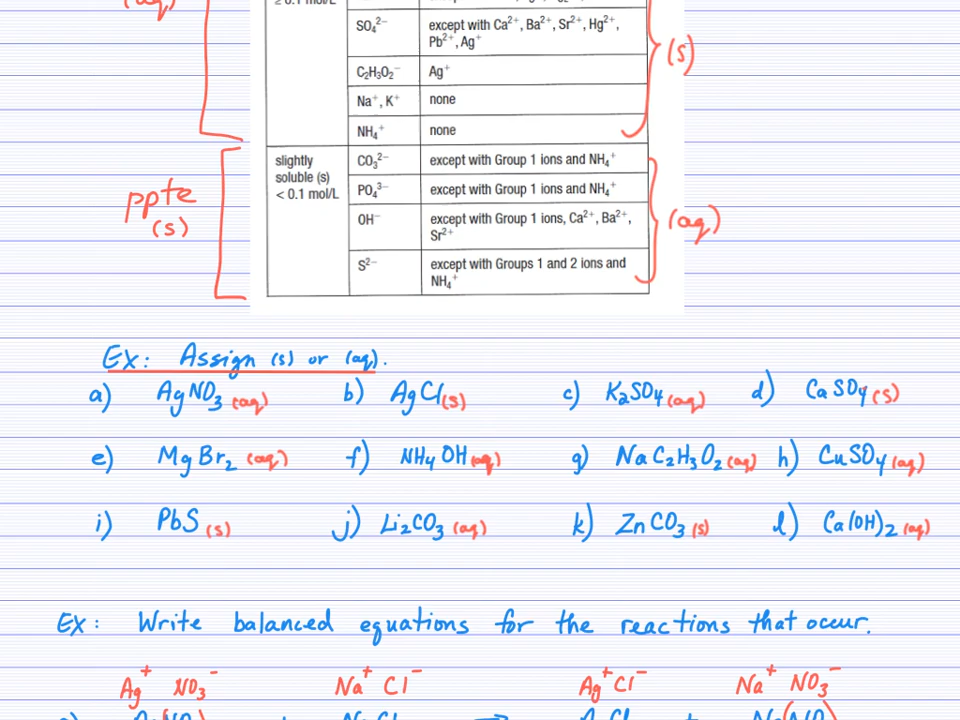 (aq)
≥ 0.1 mol/L
SO₄²⁻ except with Ca²⁺, Ba²⁺, Sr²⁺, Hg²⁺,
Pb²⁺, Ag⁺
(s)
C₂H₃O₂⁻ Ag⁺
Na⁺, K⁺ none
NH₄⁺ none
slightly CO₃²⁻ except with Group 1 ions and NH₄⁺
soluble (s)
< 0.1 mol/L PO₄³⁻ except with Group 1 ions and NH₄⁺
ppte
(s)
OH⁻ except with Group 1 ions, Ca²⁺, Ba²⁺,
Sr²⁺
(aq)
S²⁻ except with Groups 1 and 2 ions and
NH₄⁺
Ex: Assign (s) or (aq).
a) AgNO₃ (aq) b) AgCl(s) c) K₂SO₄ (aq) d) CaSO₄ (s)
e) MgBr₂ (aq) f) NH₄OH (aq) g) NaC₂H₃O₂ (aq) h) CuSO₄ (aq)
i) PbS (s) j) Li₂CO₃ (aq) k) ZnCO₃ (s) l) Ca(OH)₂ (aq)
Ex: Write balanced equations for the reactions that occur.
Ag⁺ NO₃⁻ Na⁺ Cl⁻ Ag⁺Cl⁻ Na⁺ NO₃⁻